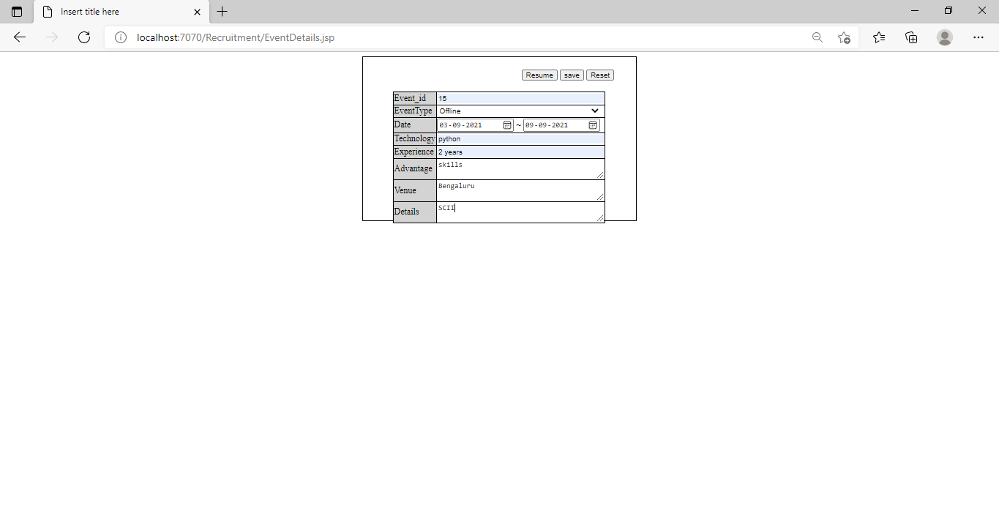 Insert title here
localhost:7070/Recruitment/EventDetails.jsp
Resume save Reset
Event_id 15
EventType Offline
Date 03-09-2021 ~ 09-09-2021
Technology python
Experience 2 years
Advantage skills
Venue Bengaluru
Details SCII